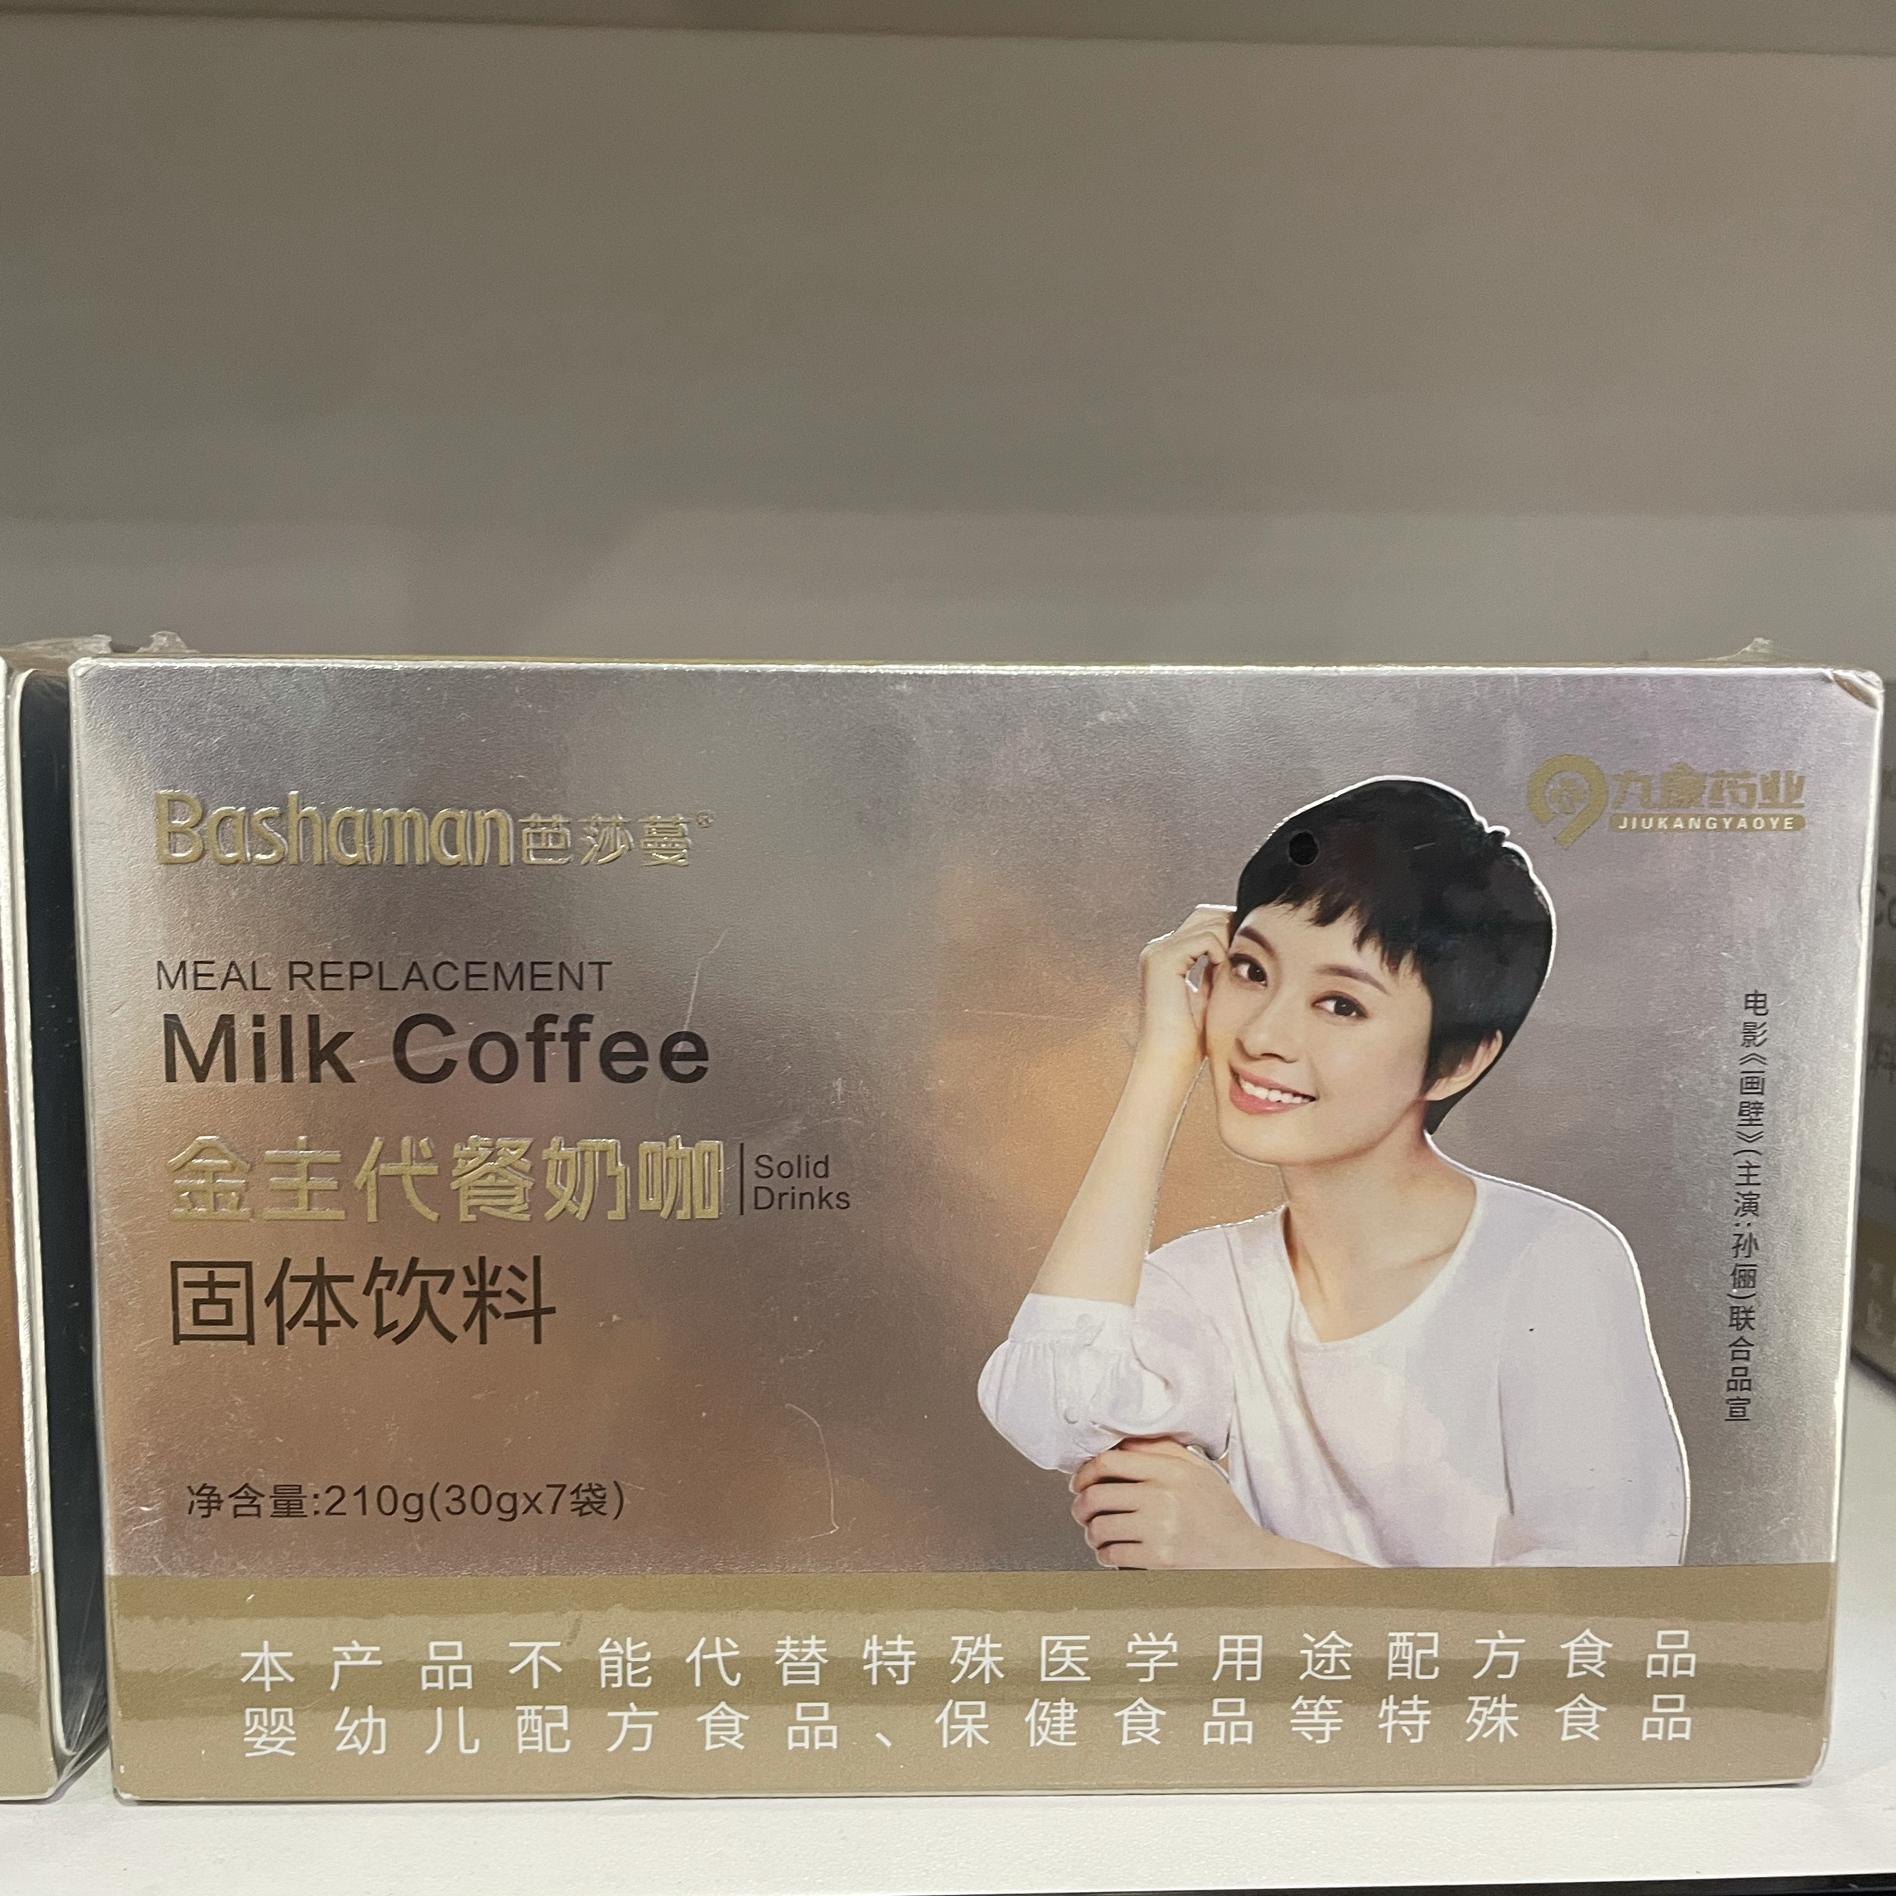 Bashaman芭莎蔓®
九康药业
JIUKANGYAOYE
MEAL REPLACEMENT
Milk Coffee
金主代餐奶咖
Solid
Drinks
固体饮料
净含量:210g(30gx7袋)
电影《画壁》(主演:孙俪)联合品宣
本产品不能代替特殊医学用途配方食品
婴幼儿配方食品、保健食品等特殊食品